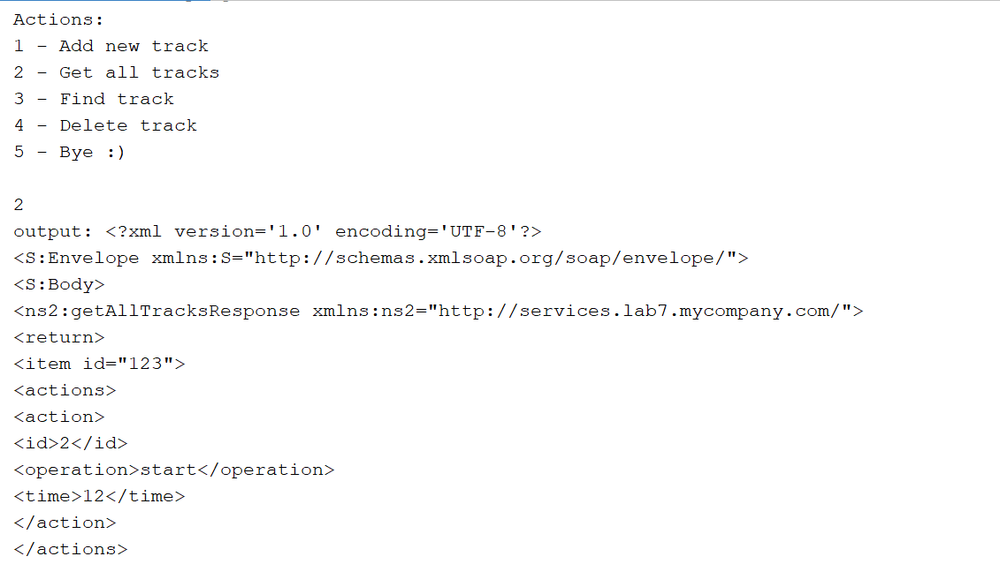 Actions:
1 - Add new track
2 - Get all tracks
3 - Find track
4 - Delete track
5 - Bye :)
2
output: <?xml version='1.0' encoding='UTF-8'?>
<S:Envelope xmlns:S="http://schemas.xmlsoap.org/soap/envelope/">
<S:Body>
<ns2:getAllTracksResponse xmlns:ns2="http://services.lab7.mycompany.com/">
<return>
<item id="123">
<actions>
<action>
<id>2</id>
<operation>start</operation>
<time>12</time>
</action>
</actions>